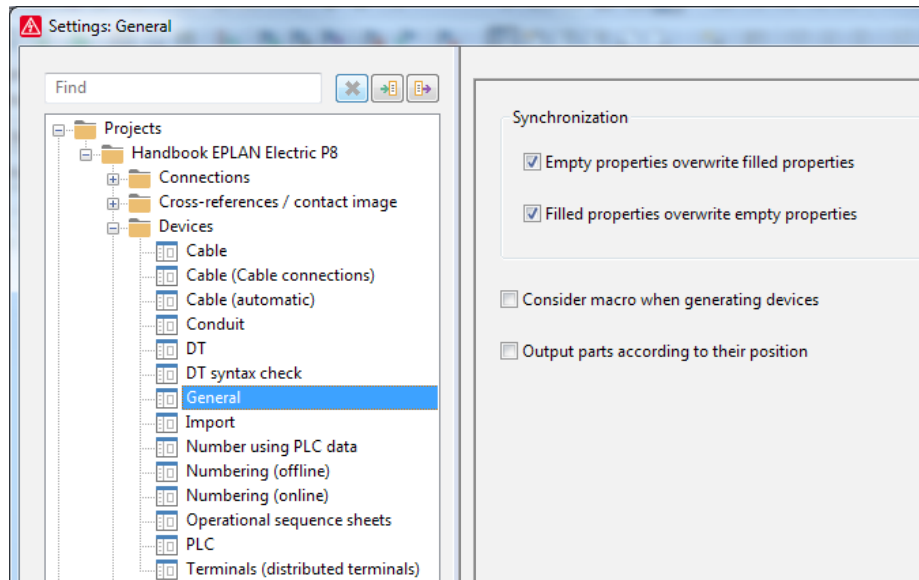 Settings: General
Find
Projects
Handbook EPLAN Electric P8
Connections
Cross-references / contact image
Devices
Cable
Cable (Cable connections)
Cable (automatic)
Conduit
DT
DT syntax check
General
Import
Number using PLC data
Numbering (offline)
Numbering (online)
Operational sequence sheets
PLC
Terminals (distributed terminals)
Synchronization
Empty properties overwrite filled properties
Filled properties overwrite empty properties
Consider macro when generating devices
Output parts according to their position